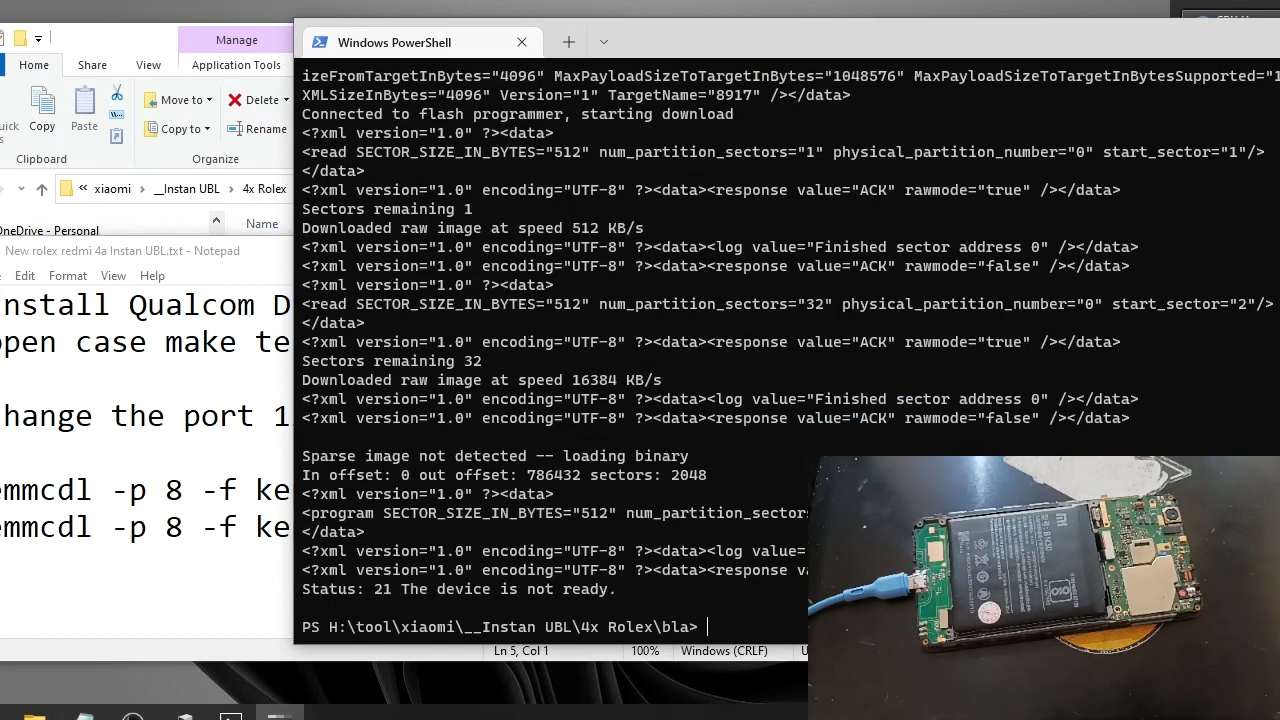 Manage
Home
Share
View
Application Tools
Copy
Paste
Clipboard
Move to
Copy to
Delete
Rename
Organize
« xiaomi › __Instan UBL › 4x Rolex
OneDrive - Personal
Name
New rolex redmi 4a Instan UBL.txt - Notepad
Edit Format View Help
nstall Qualcom D
open case make te
hange the port 1
emmcdl -p 8 -f ke
emmcdl -p 8 -f ke
Windows PowerShell
izeFromTargetInBytes="4096" MaxPayloadSizeToTargetInBytes="1048576" MaxPayloadSizeToTargetInBytesSupported="1
XMLSizeInBytes="4096" Version="1" TargetName="8917" /></data>
Connected to flash programmer, starting download
<?xml version="1.0" ?><data>
<read SECTOR_SIZE_IN_BYTES="512" num_partition_sectors="1" physical_partition_number="0" start_sector="1"/>
</data>
<?xml version="1.0" encoding="UTF-8" ?><data><response value="ACK" rawmode="true" /></data>
Sectors remaining 1
Downloaded raw image at speed 512 KB/s
<?xml version="1.0" encoding="UTF-8" ?><data><log value="Finished sector address 0" /></data>
<?xml version="1.0" encoding="UTF-8" ?><data><response value="ACK" rawmode="false" /></data>
<?xml version="1.0" ?><data>
<read SECTOR_SIZE_IN_BYTES="512" num_partition_sectors="32" physical_partition_number="0" start_sector="2"/>
</data>
<?xml version="1.0" encoding="UTF-8" ?><data><response value="ACK" rawmode="true" /></data>
Sectors remaining 32
Downloaded raw image at speed 16384 KB/s
<?xml version="1.0" encoding="UTF-8" ?><data><log value="Finished sector address 0" /></data>
<?xml version="1.0" encoding="UTF-8" ?><data><response value="ACK" rawmode="false" /></data>
Sparse image not detected -- loading binary
In offset: 0 out offset: 786432 sectors: 2048
<?xml version="1.0" ?><data>
<program SECTOR_SIZE_IN_BYTES="512" num_partition_sectors
</data>
<?xml version="1.0" encoding="UTF-8" ?><data><log value=
<?xml version="1.0" encoding="UTF-8" ?><data><response va
Status: 21 The device is not ready.
PS H:\tool\xiaomi\__Instan UBL\4x Rolex\bla>
Ln 5, Col 1
100%
Windows (CRLF)